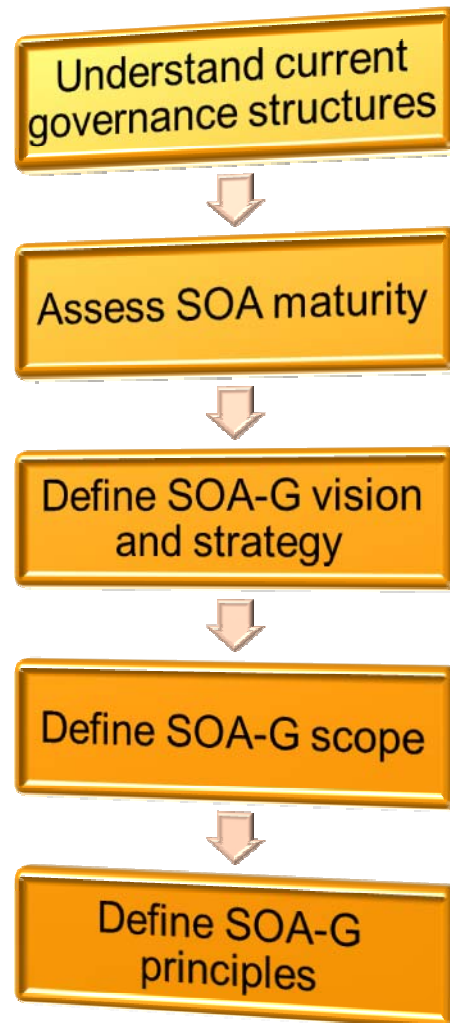 Understand current
governance structures
Assess SOA maturity
Define SOA-G vision
and strategy
Define SOA-G scope
Define SOA-G
principles